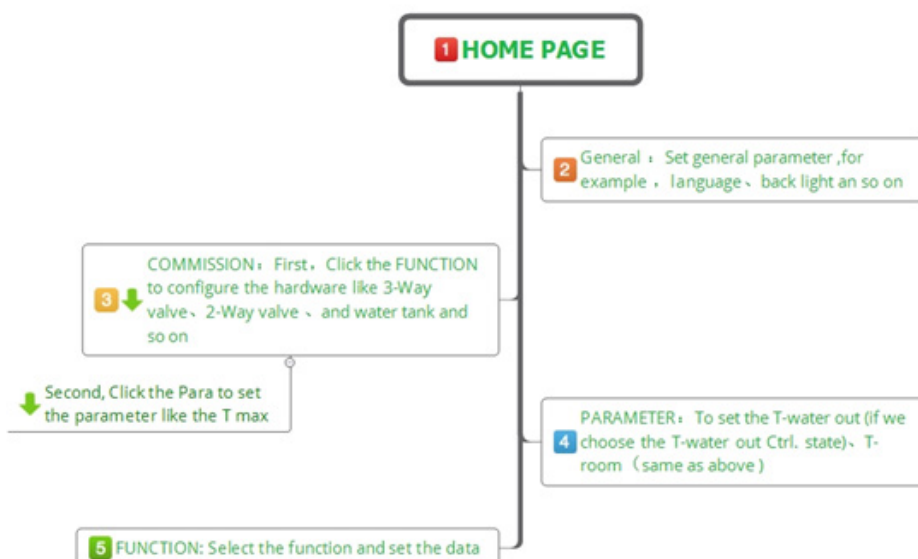 1 HOME PAGE
2 General： Set general parameter ,for
example ，language、back light an so on
3 COMMISSION：First，Click the FUNCTION
to configure the hardware like 3-Way
valve、2-Way valve 、and water tank and
so on
Second, Click the Para to set
the parameter like the T max
4 PARAMETER：To set the T-water out (if we
choose the T-water out Ctrl. state)、T-
room（same as above )
5 FUNCTION: Select the function and set the data